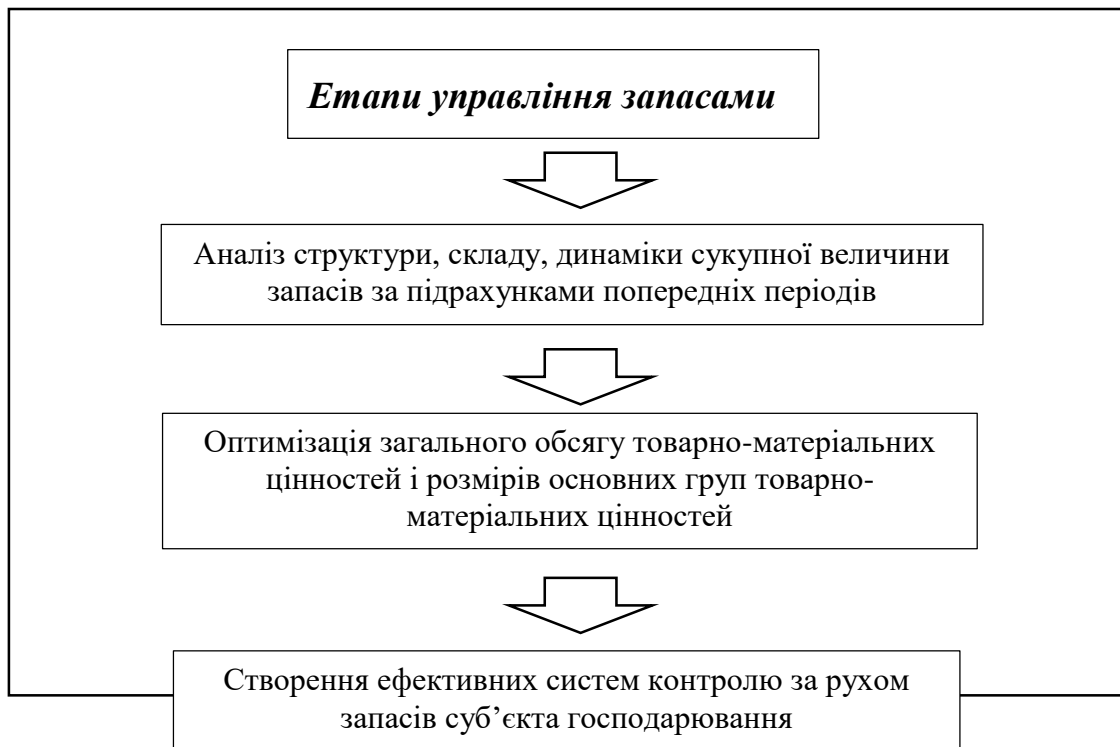 Етапи управління запасами
Аналіз структури, складу, динаміки сукупної величини
запасів за підрахунками попередніх періодів
Оптимізація загального обсягу товарно-матеріальних
цінностей і розмірів основних груп товарно-
матеріальних цінностей
Створення ефективних систем контролю за рухом
запасів суб’єкта господарювання